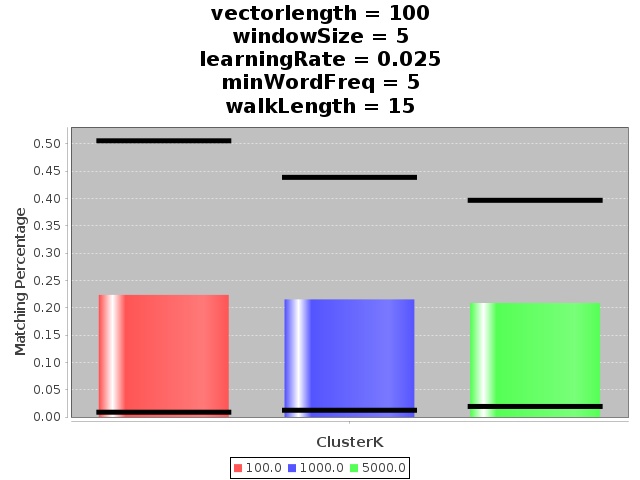 vectorlength = 100
windowSize = 5
learningRate = 0.025
minWordFreq = 5
walkLength = 15
0.50
0.45
0.40
0.35
0.30
0.25
0.20
0.15
0.10
0.05
0.00
Matching Percentage
ClusterK
100.0 1000.0 5000.0